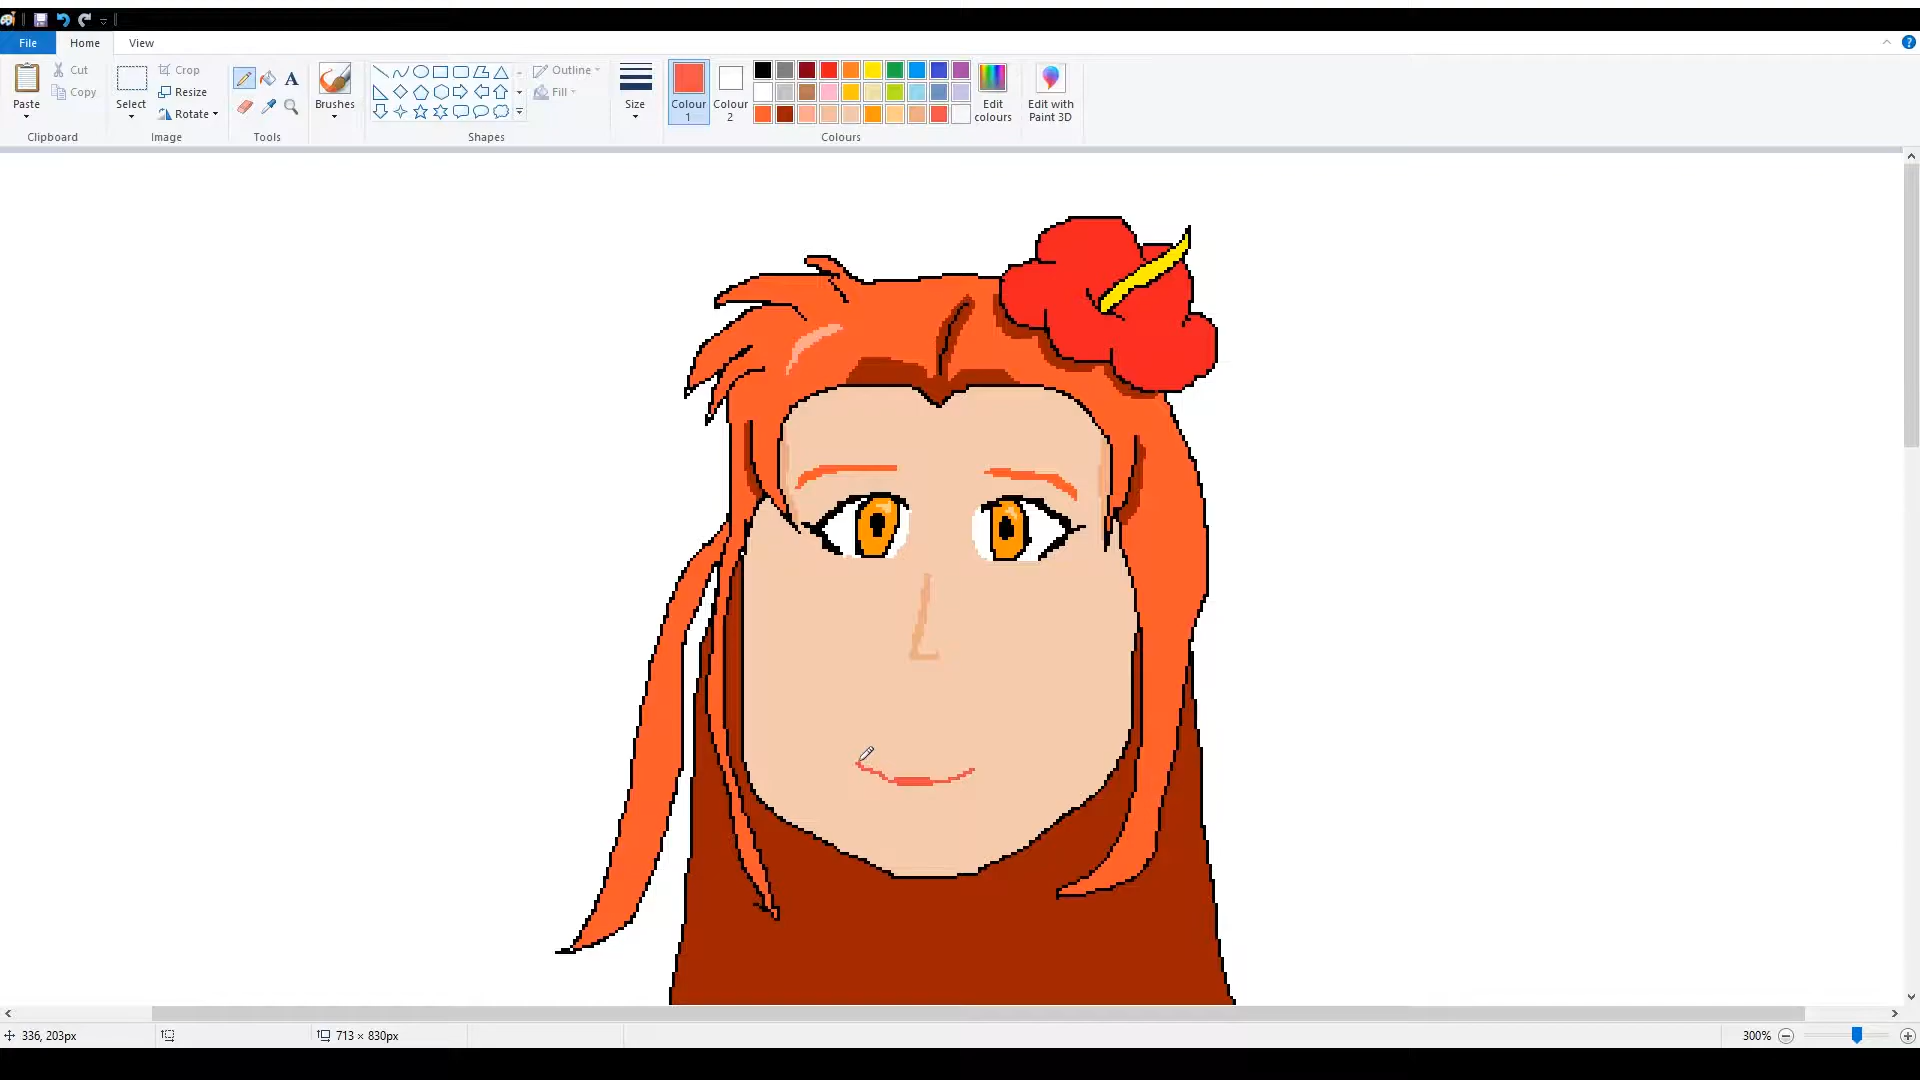 File Home View
Paste
Cut
Copy
Clipboard
Select
Crop
Resize
Rotate
Image
A
Tools
Brushes
Shapes
Outline
Fill
Size
Colour 1
Colour 2
Edit colours
Colours
Edit with Paint 3D
336, 203px
713 × 830px
300%